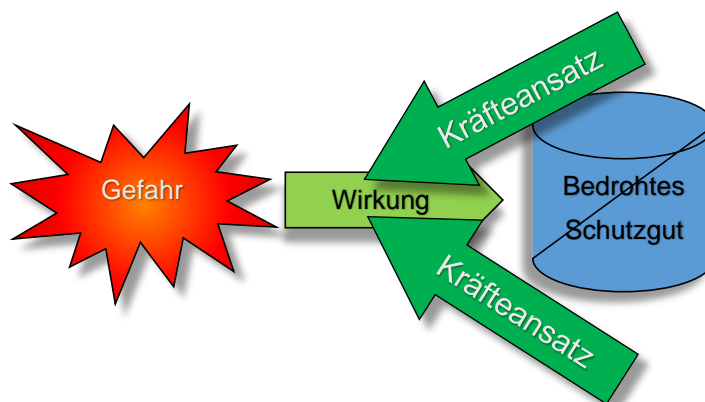 Kräfteansatz
Gefahr
Wirkung
Bedrohtes
Schutzgut
Kräfteansatz